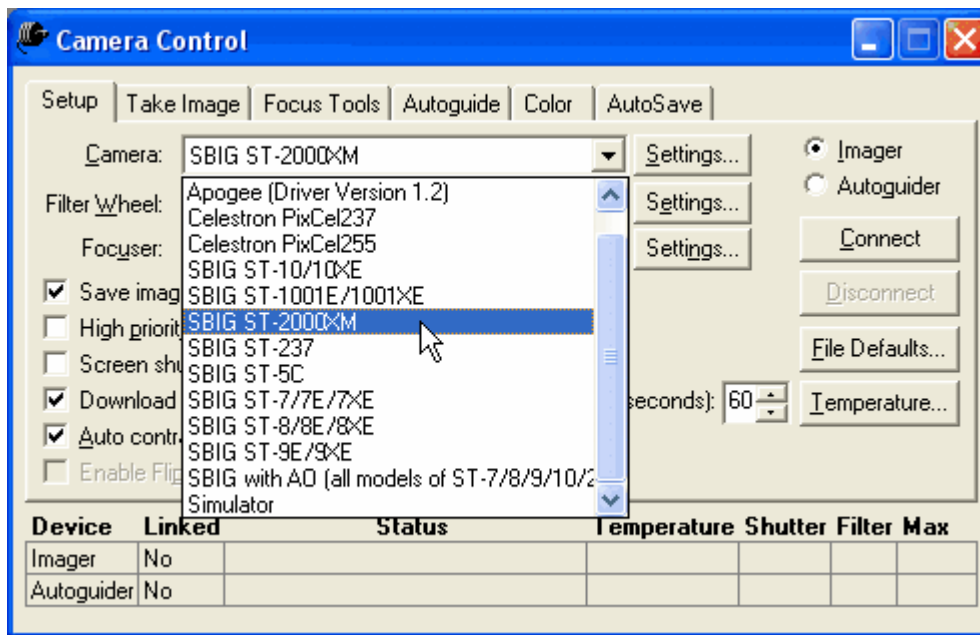 Camera Control
Setup Take Image Focus Tools Autoguide Color AutoSave
Camera: SBIG ST-2000XM Settings... Imager
Autoguider
Filter Wheel: Settings...
Focuser: Settings... Connect
Disconnect
File Defaults...
Temperature...
Apogee (Driver Version 1.2)
Celestron PixCel237
Celestron PixCel255
SBIG ST-10/10XE
SBIG ST-1001E/1001XE
SBIG ST-2000XM
SBIG ST-237
SBIG ST-5C
SBIG ST-7/7E/7XE
SBIG ST-8/8E/8XE
SBIG ST-9E/9XE
SBIG with AO (all models of ST-7/8/9/10/2
Simulator
Save imag
High priorit
Screen shu
Download seconds): 60
Auto contra
Enable Flip
Device Linked Status Temperature Shutter Filter Max
Imager No
Autoguider No